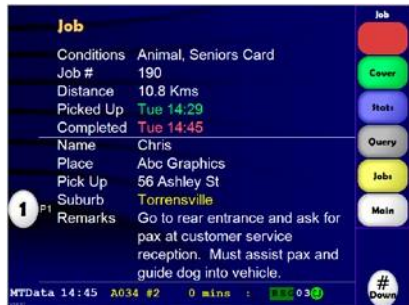 Job
Job
Conditions Animal, Seniors Card
Job # 190
Distance 10.8 Kms
Picked Up Tue 14:29
Completed Tue 14:45
Name Chris
Place Abc Graphics
Pick Up 56 Ashley St
Suburb Torrensville
Remarks Go to rear entrance and ask for
pax at customer service
reception. Must assist pax and
guide dog into vehicle.
1 P1
Cover
Stats
Query
Jobs
Main
# Down
MTData 14:45 A034 #2 0 mins : 03